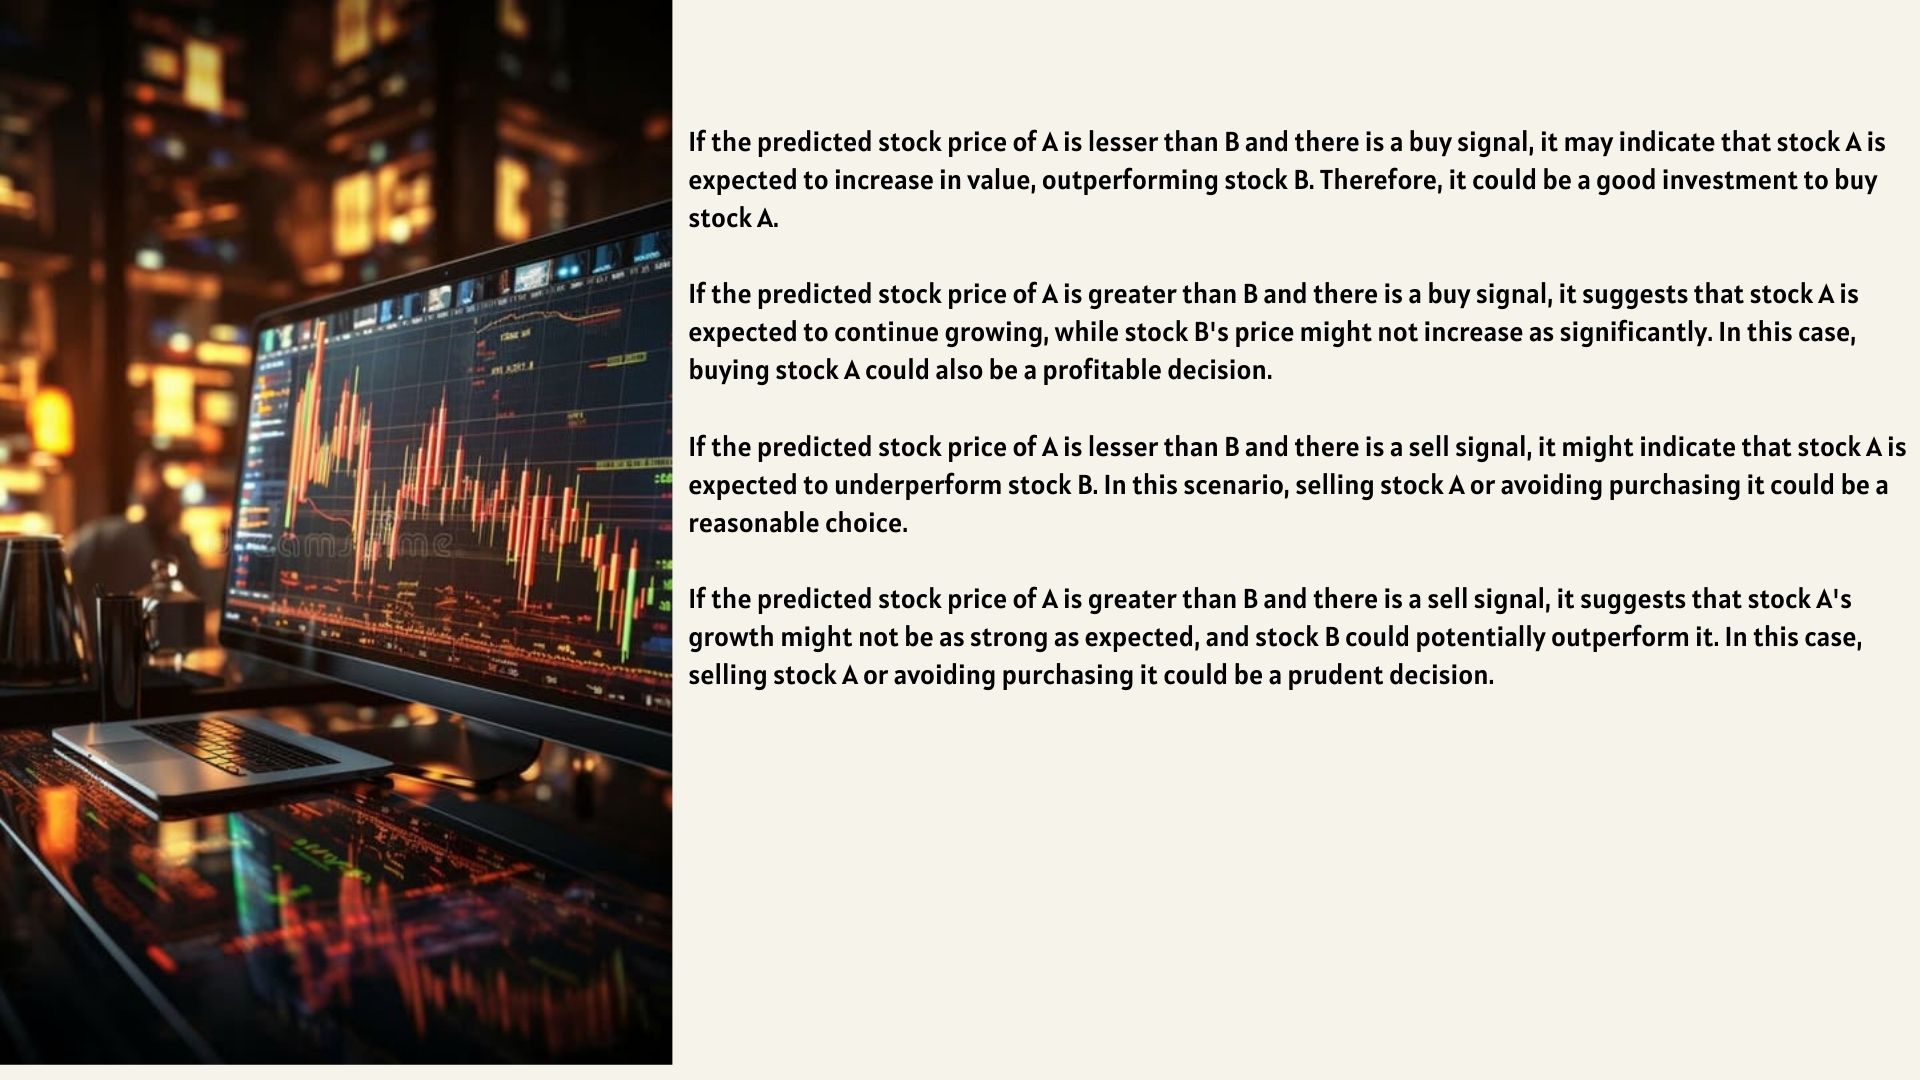 If the predicted stock price of A is lesser than B and there is a buy signal, it may indicate that stock A is
expected to increase in value, outperforming stock B. Therefore, it could be a good investment to buy
stock A.
If the predicted stock price of A is greater than B and there is a buy signal, it suggests that stock A is
expected to continue growing, while stock B's price might not increase as significantly. In this case,
buying stock A could also be a profitable decision.
If the predicted stock price of A is lesser than B and there is a sell signal, it might indicate that stock A is
expected to underperform stock B. In this scenario, selling stock A or avoiding purchasing it could be a
reasonable choice.
If the predicted stock price of A is greater than B and there is a sell signal, it suggests that stock A's
growth might not be as strong as expected, and stock B could potentially outperform it. In this case,
selling stock A or avoiding purchasing it could be a prudent decision.